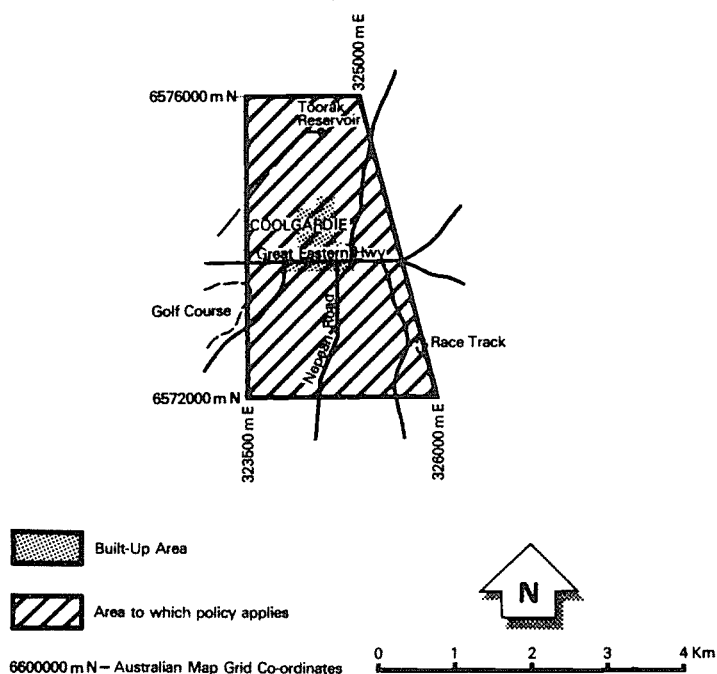 325000 m E
6576000 m N
Toorak
Reservoir
COOLGARDIE
Great Eastern Hwy
Golf Course
Nepean Road
Race Track
6572000 m N
323500 m E
326000 m E
Built-Up Area
N
Area to which policy applies
6600000 m N – Australian Map Grid Co-ordinates
0 1 2 3 4 Km